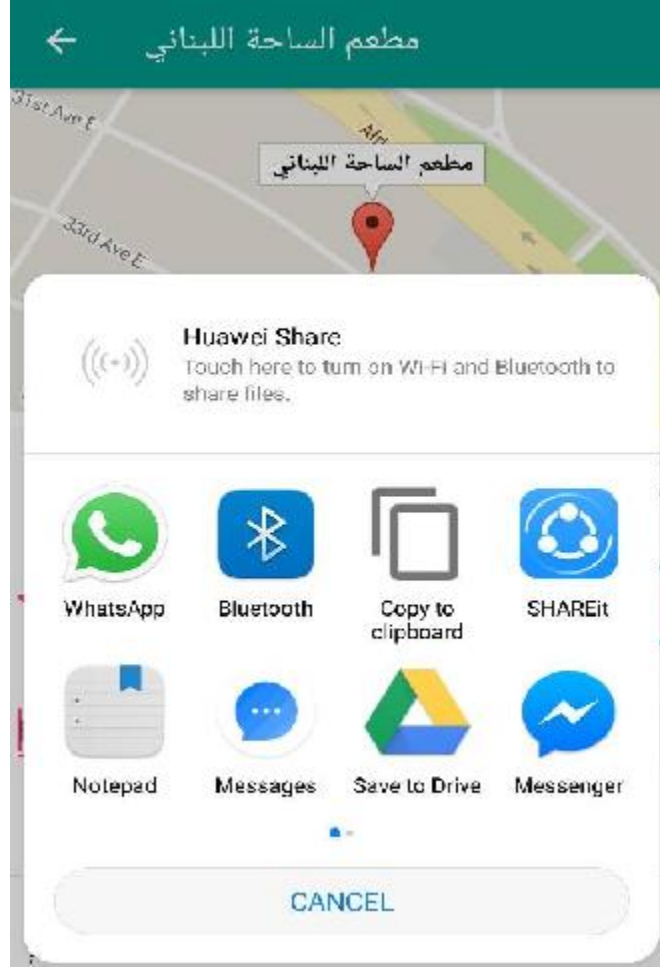 مطعم الساحة اللبناني
31st Ave E
Afri
مطعم الساحة اللبناني
33rd Ave E
Huawei Share
Touch here to turn on Wi-Fi and Bluetooth to
share files.
WhatsApp
Bluetooth
Copy to
clipboard
SHAREit
Notepad
Messages
Save to Drive
Messenger
CANCEL